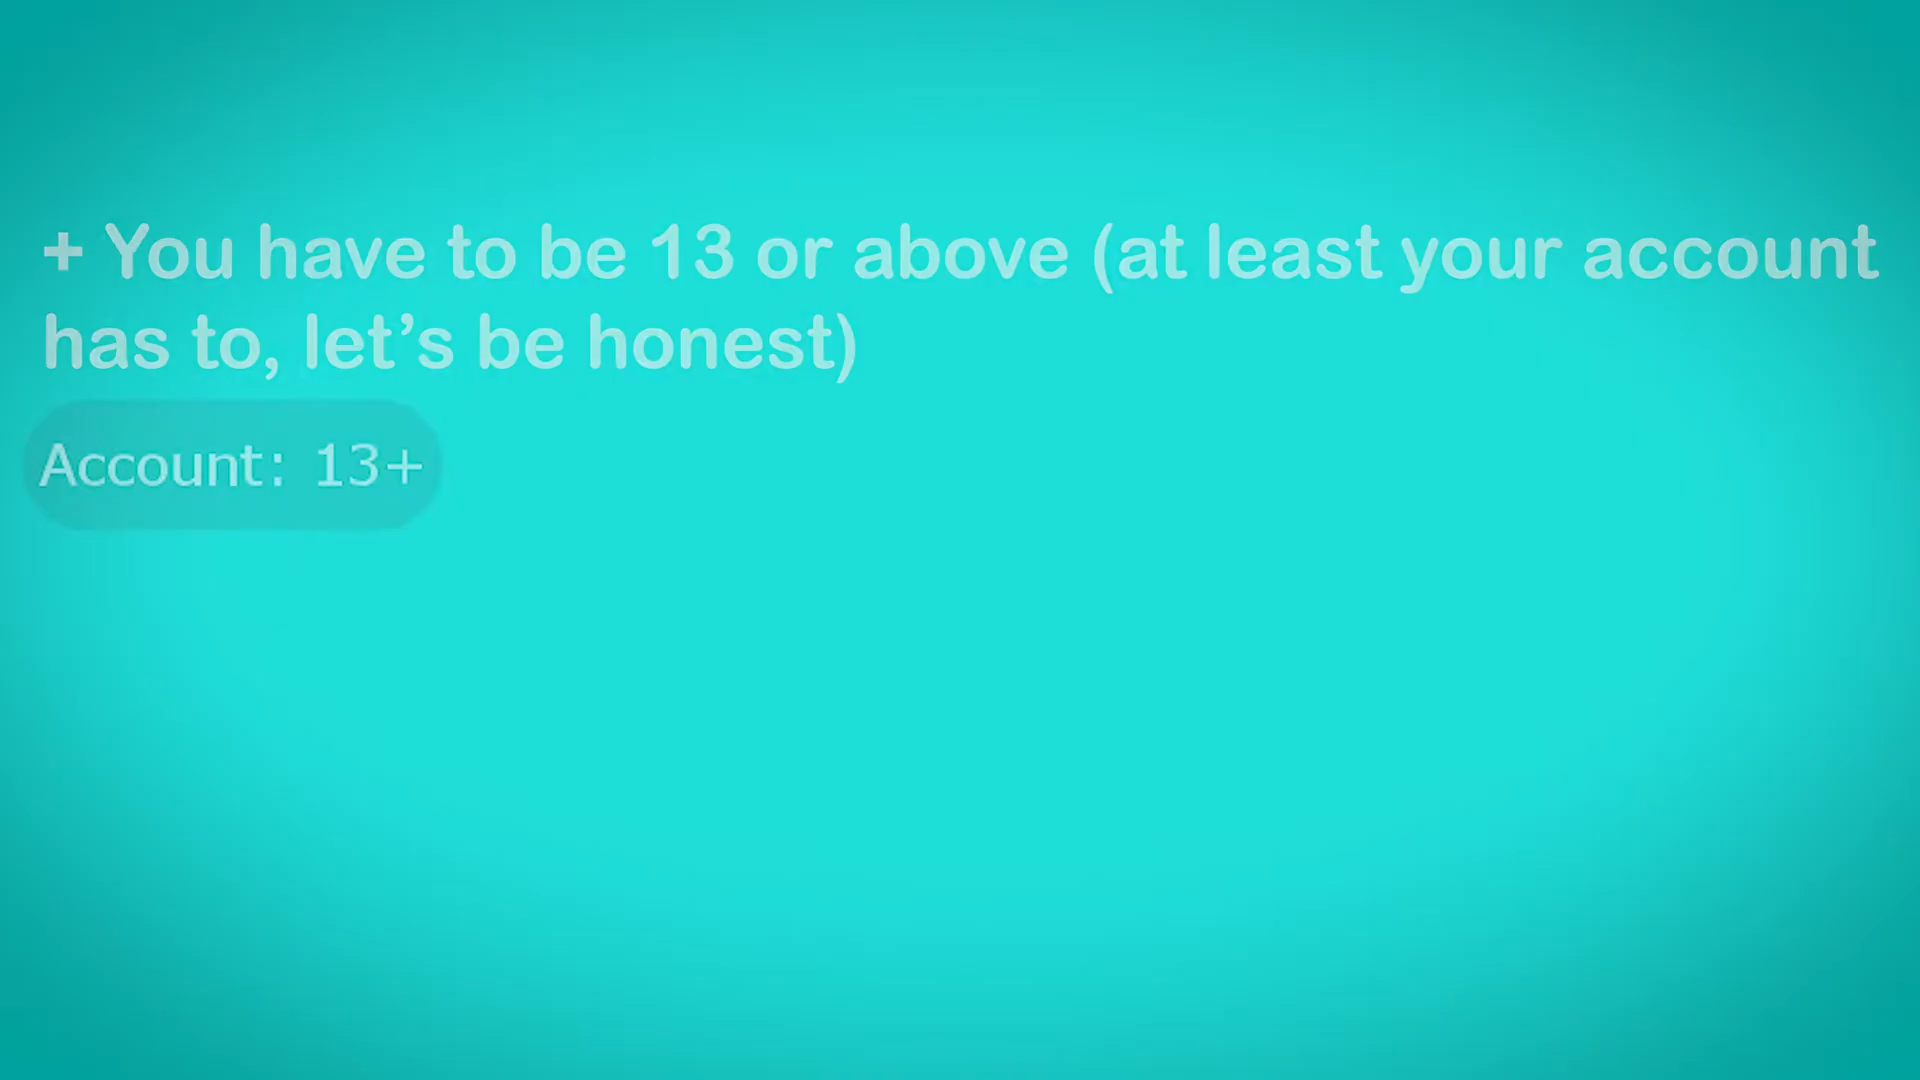 + You have to be 13 or above (at least your account
has to, let’s be honest)
Account: 13+